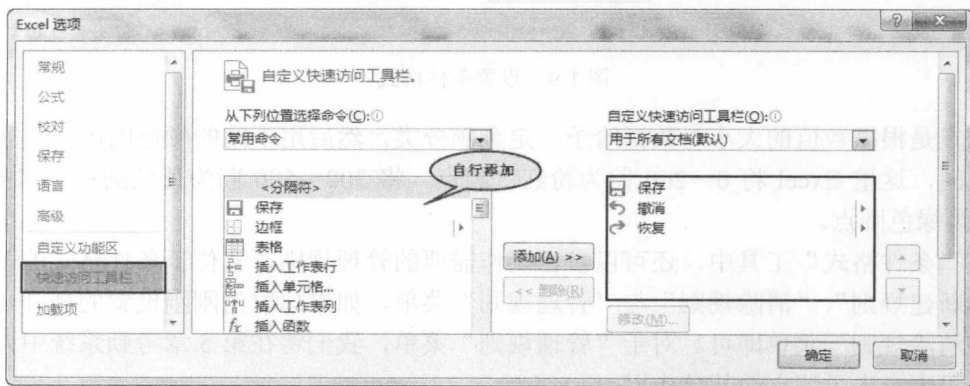 Excel 选项
常规
公式
校对
保存
语言
高级
自定义功能区
快速访问工具栏
加载项
自定义快速访问工具栏。
从下列位置选择命令(C):
常用命令
<分隔符>
保存
边框
表格
插入工作表行
插入单元格...
插入工作表列
fx 插入函数
自行添加
添加(A) >>
<< 删除(R)
自定义快速访问工具栏(Q):
用于所有文档(默认)
保存
撤消
恢复
修改(M)...
确定
取消